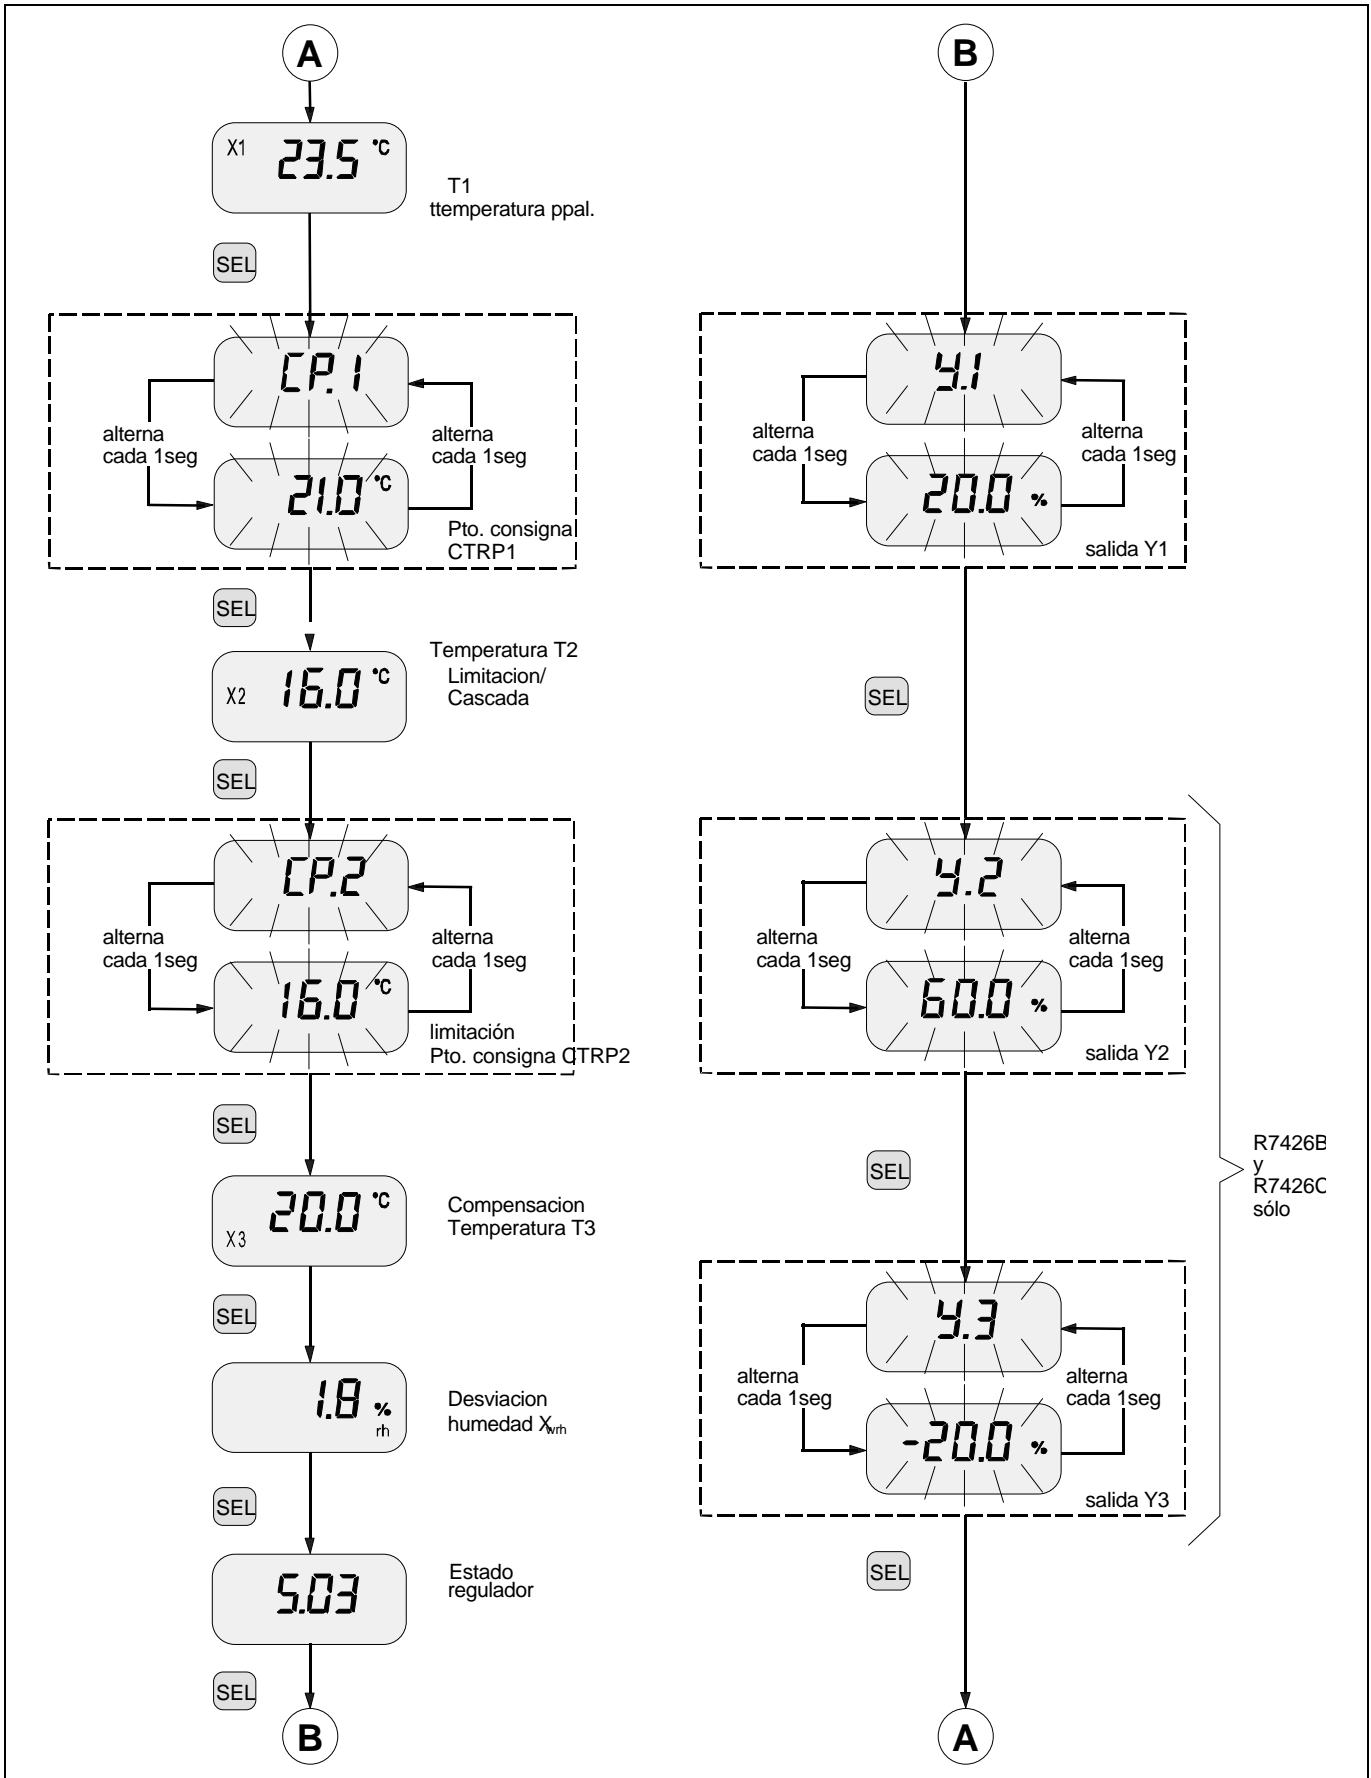 A
X1 23.5 °C
T1
ttemperatura ppal.
SEL
CP.1
alterna
cada 1seg
alterna
cada 1seg
21.0 °C
Pto. consigna
CTRP1
SEL
X2 16.0 °C
Temperatura T2
Limitacion/
Cascada
SEL
CP.2
alterna
cada 1seg
alterna
cada 1seg
16.0 °C
limitación
Pto. consigna CTRP2
SEL
X3 20.0 °C
Compensacion
Temperatura T3
SEL
1.8 %
rh
Desviacion
humedad Xwrh
SEL
5.03
Estado
regulador
SEL
B
B
y.1
alterna
cada 1seg
alterna
cada 1seg
20.0 %
salida Y1
SEL
y.2
alterna
cada 1seg
alterna
cada 1seg
60.0 %
salida Y2
SEL
y.3
alterna
cada 1seg
alterna
cada 1seg
-20.0 %
salida Y3
R7426B
y
R7426C
sólo
SEL
A